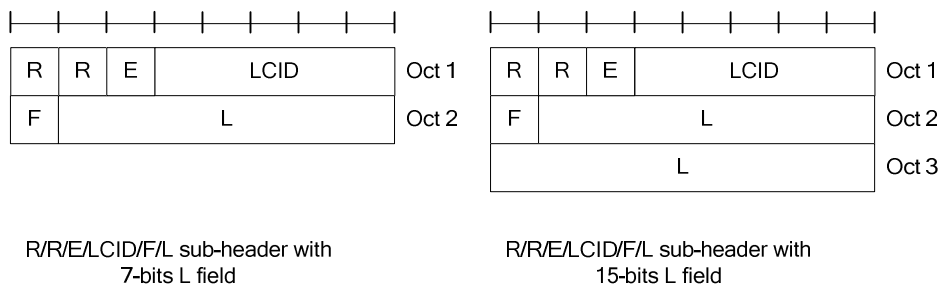 R R E LCID Oct 1
F L Oct 2
R/R/E/LCID/F/L sub-header with
7-bits L field
R R E LCID Oct 1
F L Oct 2
L Oct 3
R/R/E/LCID/F/L sub-header with
15-bits L field